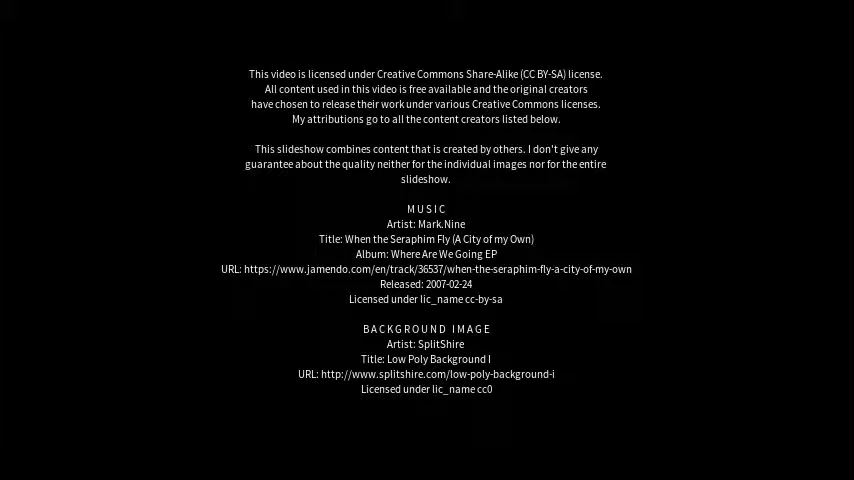 This video is licensed under Creative Commons Share-Alike (CC BY-SA) license.
All content used in this video is free available and the original creators
have chosen to release their work under various Creative Commons licenses.
My attributions go to all the content creators listed below.
This slideshow combines content that is created by others. I don't give any
guarantee about the quality neither for the individual images nor for the entire
slideshow.
MUSIC
Artist: Mark.Nine
Title: When the Seraphim Fly (A City of my Own)
Album: Where Are We Going EP
URL: https://www.jamendo.com/en/track/36537/when-the-seraphim-fly-a-city-of-my-own
Released: 2007-02-24
Licensed under lic_name cc-by-sa
BACKGROUND IMAGE
Artist: SplitShire
Title: Low Poly Background I
URL: http://www.splitshire.com/low-poly-background-i
Licensed under lic_name cc0